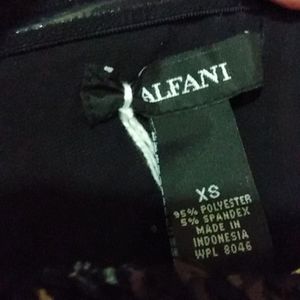 ALFANI
XS
95% POLYESTER
5% SPANDEX
MADE IN
INDONESIA
WPL 8046